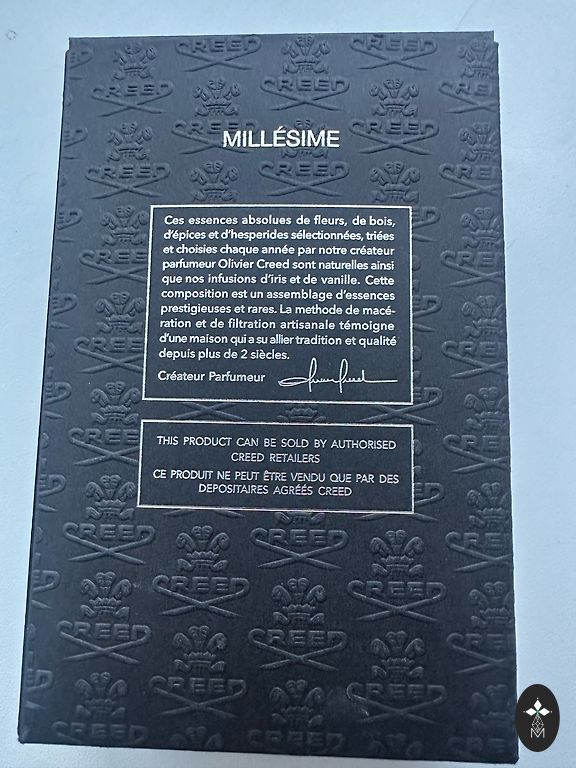 MILLÉSIME
Ces essences absolues de fleurs, de bois,
d'épices et d'hesperides sélectionnées, triées
et choisies chaque année par notre créateur
parfumeur Olivier Creed sont naturelles ainsi
que nos infusions d'iris et de vanille. Cette
composition est un assemblage d'essences
prestigieuses et rares. La methode de macé-
ration et de filtration artisanale témoigne
d'une maison qui a su allier tradition et qualité
depuis plus de 2 siècles.
Créateur Parfumeur
THIS PRODUCT CAN BE SOLD BY AUTHORISED
CREED RETAILERS
CE PRODUIT NE PEUT ÊTRE VENDU QUE PAR DES
DEPOSITAIRES AGRÉÉS CREED
CREED